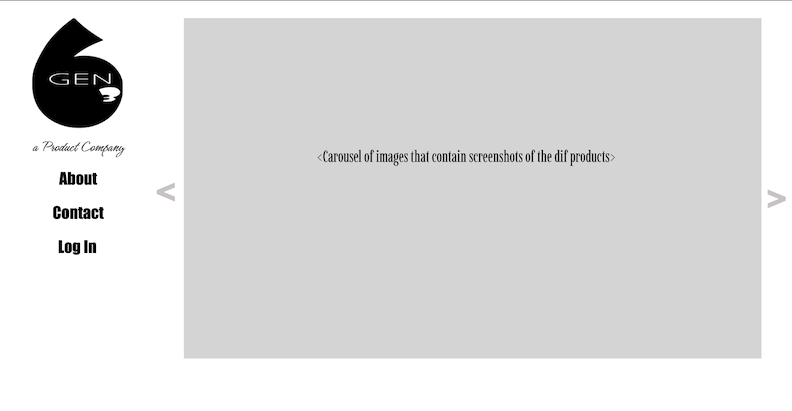 GEN
a Product Company
About
Contact
Log In
<
<Carousel of images that contain screenshots of the dif products>
>